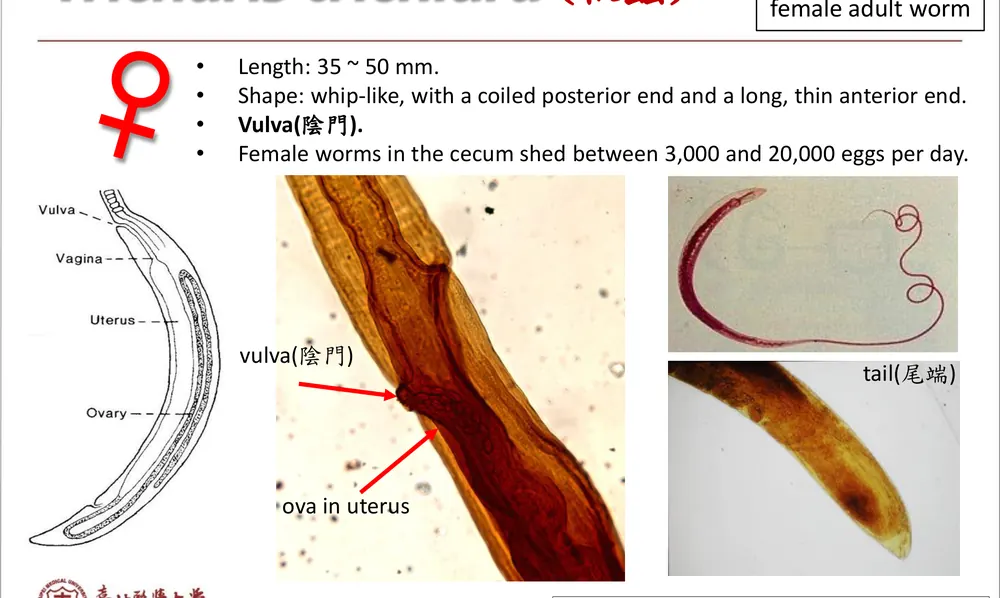 female adult worm
• Length: 35 ~ 50 mm.
• Shape: whip-like, with a coiled posterior end and a long, thin anterior end.
• Vulva(陰門).
• Female worms in the cecum shed between 3,000 and 20,000 eggs per day.
Vulva
Vagina
Uterus
Ovary
vulva(陰門)
ova in uterus
tail(尾端)